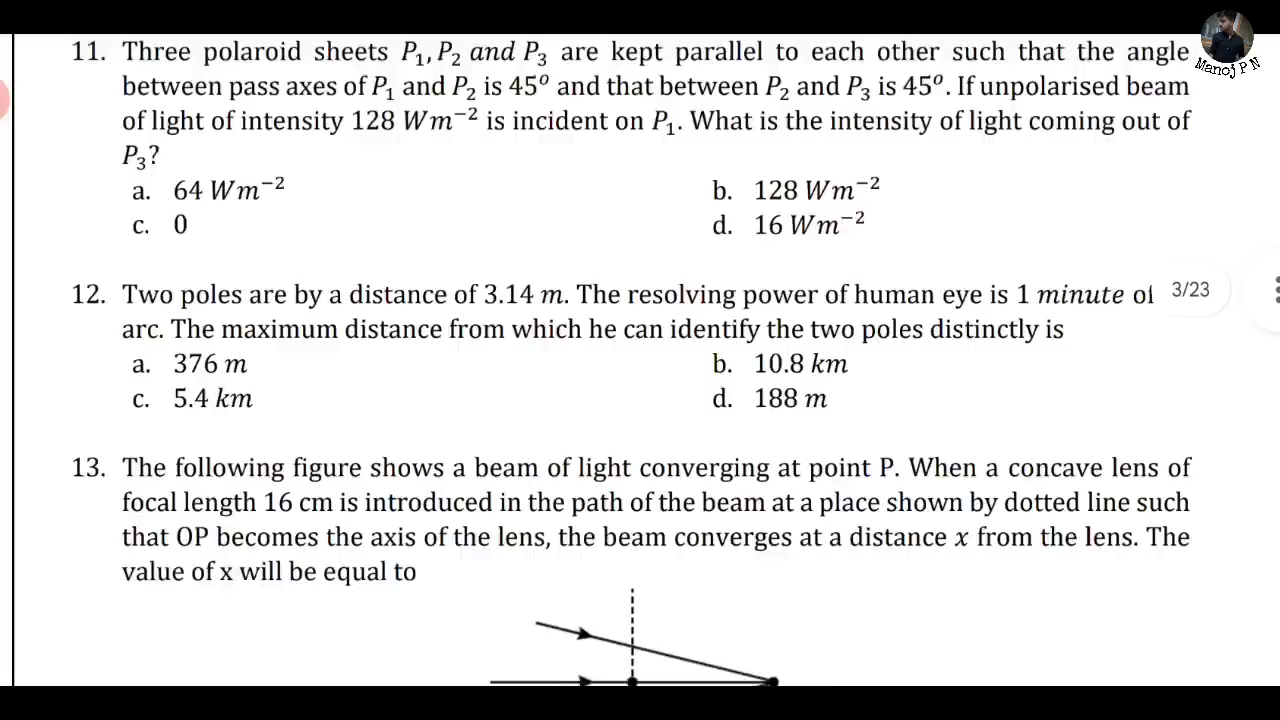 Manoj P N
11. Three polaroid sheets P₁, P₂ and P₃ are kept parallel to each other such that the angle
between pass axes of P₁ and P₂ is 45° and that between P₂ and P₃ is 45°. If unpolarised beam
of light of intensity 128 Wm⁻² is incident on P₁. What is the intensity of light coming out of
P₃?
a. 64 Wm⁻² b. 128 Wm⁻²
c. 0 d. 16 Wm⁻²
12. Two poles are by a distance of 3.14 m. The resolving power of human eye is 1 minute of
3/23
arc. The maximum distance from which he can identify the two poles distinctly is
a. 376 m b. 10.8 km
c. 5.4 km d. 188 m
13. The following figure shows a beam of light converging at point P. When a concave lens of
focal length 16 cm is introduced in the path of the beam at a place shown by dotted line such
that OP becomes the axis of the lens, the beam converges at a distance x from the lens. The
value of x will be equal to